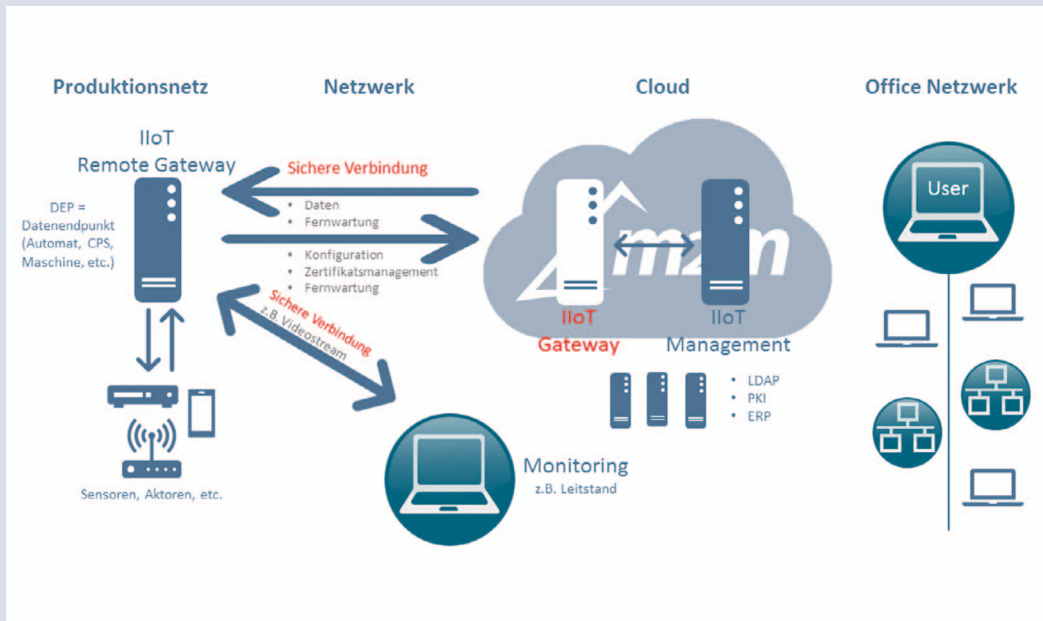 Produktionsnetz
Netzwerk
Cloud
Office Netzwerk
IIoT
Remote Gateway
DEP =
Datenendpunkt
(Automat, CPS,
Maschine, etc.)
Sichere Verbindung
• Daten
• Fernwartung
• Konfiguration
• Zertifikatsmanagement
• Fernwartung
Sichere Verbindung
z.B. Videostream
m2m
IIoT
Gateway
IIoT
Management
• LDAP
• PKI
• ERP
User
Sensoren, Aktoren, etc.
Monitoring
z.B. Leitstand